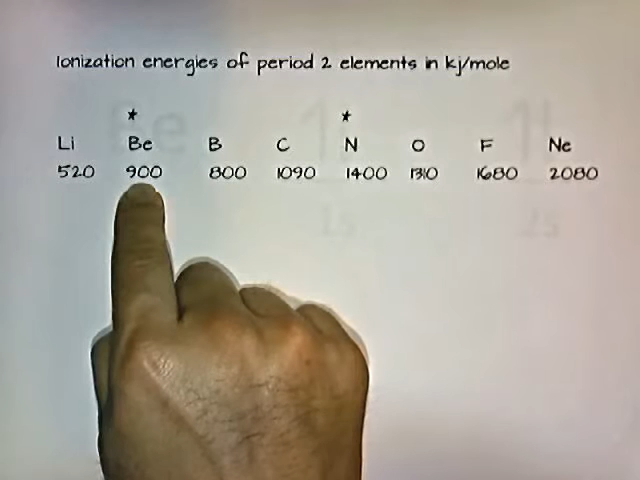 Ionization energies of period 2 elements in kj/mole
* *
Li Be B C N O F Ne
520 900 800 1090 1400 1310 1680 2080